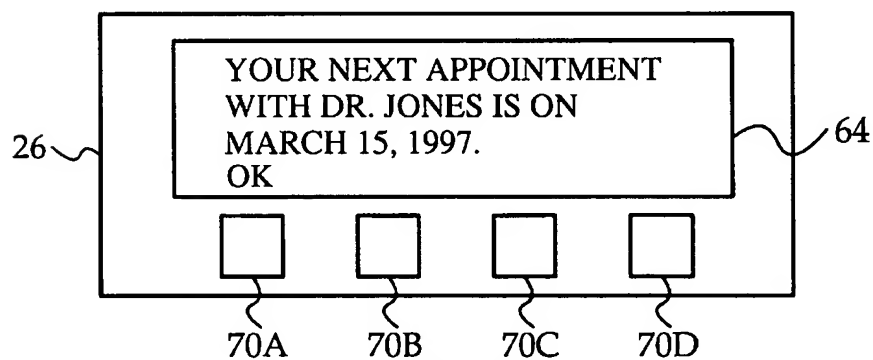 YOUR NEXT APPOINTMENT
WITH DR. JONES IS ON
MARCH 15, 1997.
OK
26
64
70A 70B 70C 70D